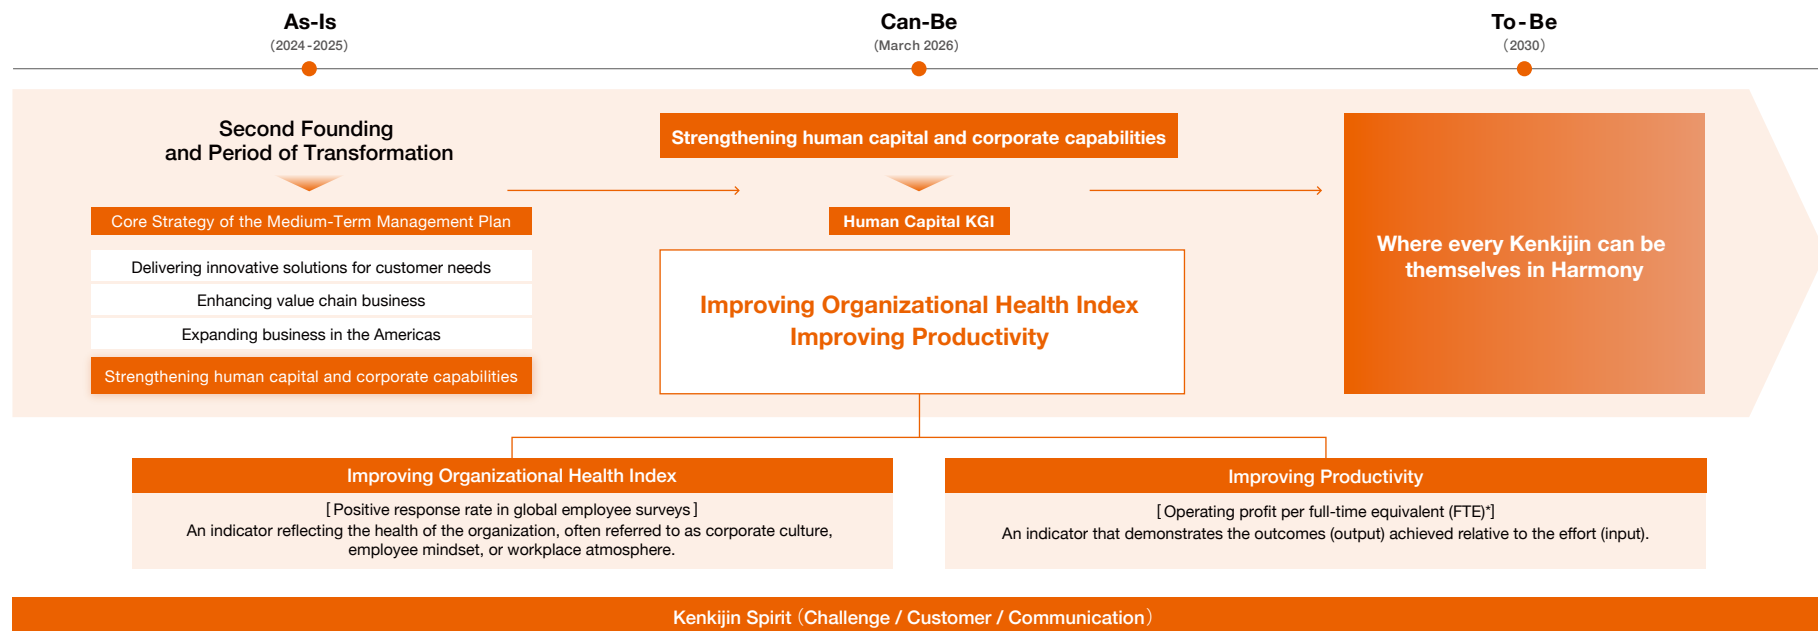 As-Is
(2024-2025)
Can-Be
(March 2026)
To-Be
(2030)
Second Founding
and Period of Transformation
Core Strategy of the Medium-Term Management Plan
Delivering innovative solutions for customer needs
Enhancing value chain business
Expanding business in the Americas
Strengthening human capital and corporate capabilities
Strengthening human capital and corporate capabilities
Human Capital KGI
Improving Organizational Health Index
Improving Productivity
Where every Kenkijin can be
themselves in Harmony
Improving Organizational Health Index
[Positive response rate in global employee surveys]
An indicator reflecting the health of the organization, often referred to as corporate culture,
employee mindset, or workplace atmosphere.
Improving Productivity
[Operating profit per full-time equivalent (FTE)*]
An indicator that demonstrates the outcomes (output) achieved relative to the effort (input).
Kenkijin Spirit（Challenge / Customer / Communication）